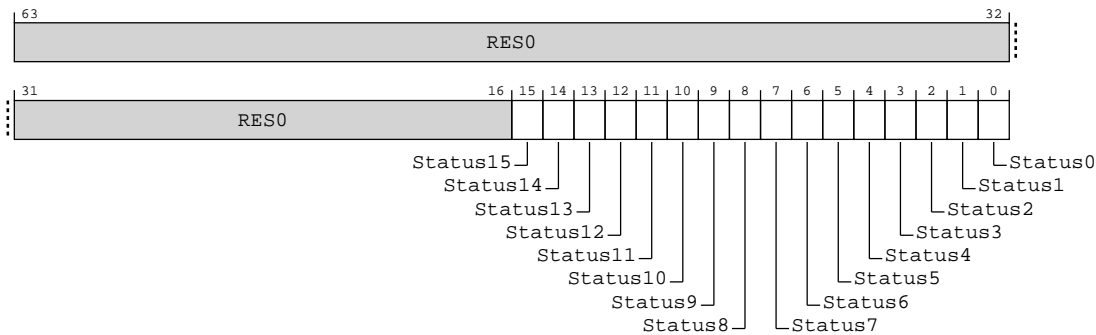 63 32
RES0
31 16 15 14 13 12 11 10 9 8 7 6 5 4 3 2 1 0
RES0
Status15 Status0
Status14 Status1
Status13 Status2
Status12 Status3
Status11 Status4
Status10 Status5
Status9 Status6
Status8 Status7